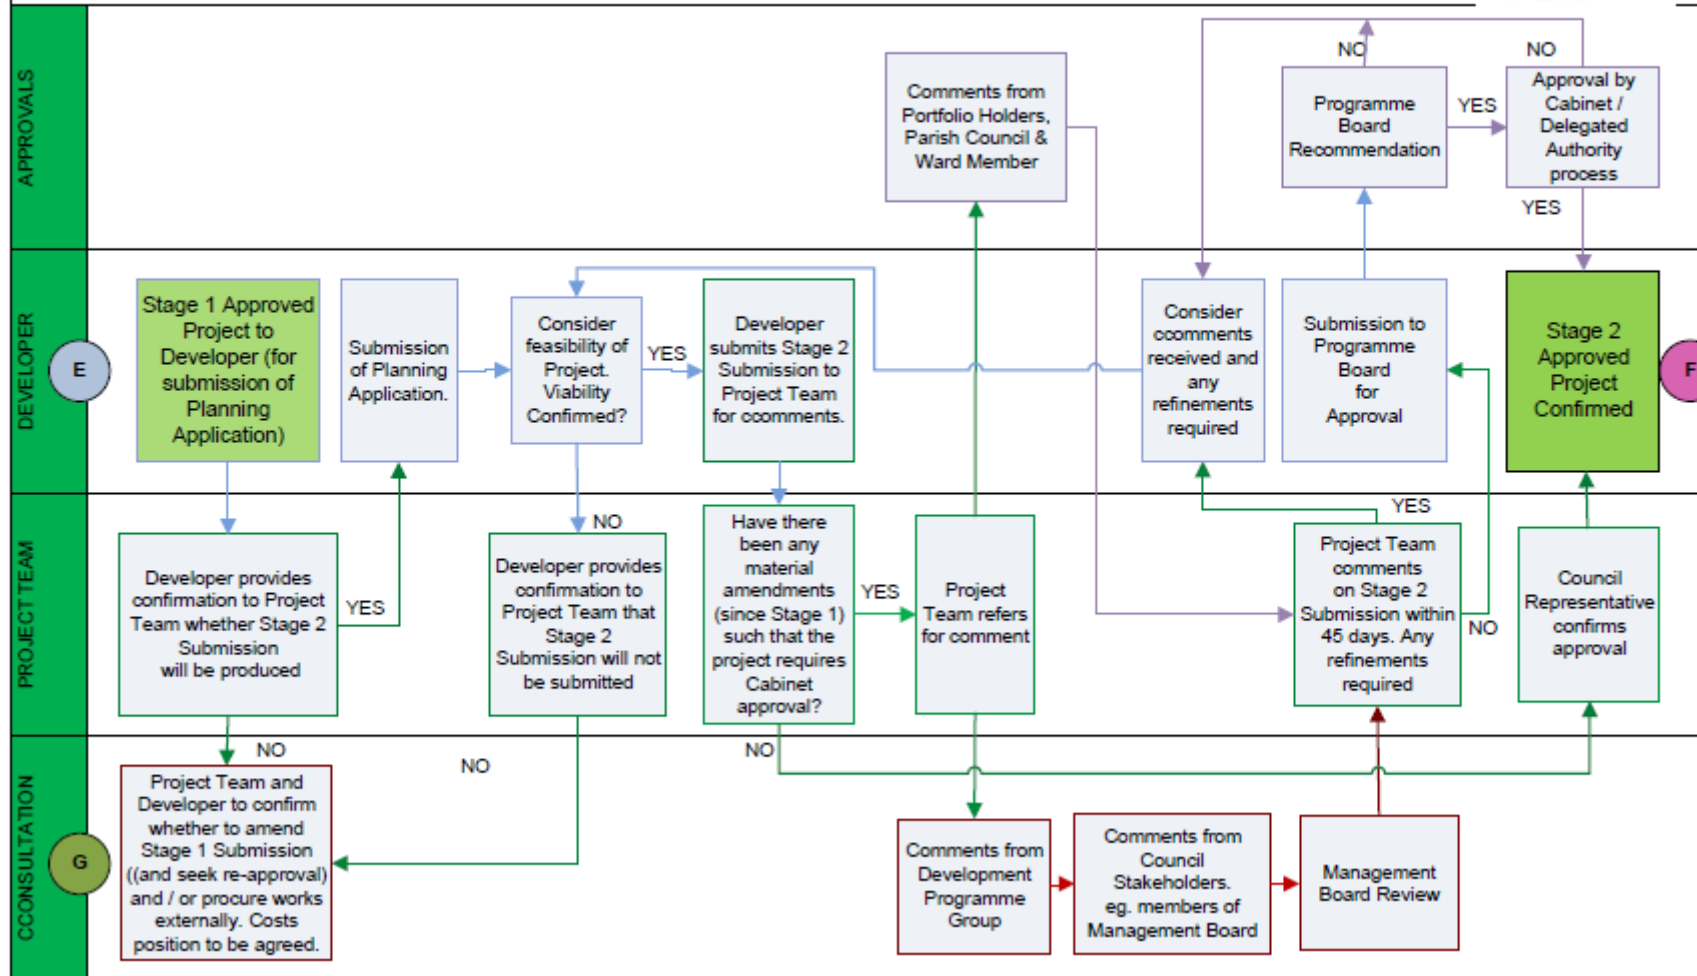 APPROVALS
Comments from
Portfolio Holders,
Parish Council &
Ward Member
NO
Programme
Board
Recommendation
YES
NO
Approval by
Cabinet /
Delegated
Authority
process
YES
DEVELOPER
E
Stage 1 Approved
Project to
Developer (for
submission of
Planning
Application)
Submission
of Planning
Application.
Consider
feasibility of
Project.
Viability
Confirmed?
YES
Developer
submits Stage 2
Submission to
Project Team
for ccomments.
Consider
ccomments
received and
any
refinements
required
Submission to
Programme
Board
for
Approval
Stage 2
Approved
Project
Confirmed
F
PROJECT TEAM
Developer provides
confirmation to Project
Team whether Stage 2
Submission
will be produced
YES
NO
Developer provides
confirmation to
Project Team that
Stage 2
Submission will not
be submitted
Have there
been any
material
amendments
(since Stage 1)
such that the
project requires
Cabinet
approval?
YES
Project
Team refers
for comment
YES
Project Team
comments
on Stage 2
Submission within
45 days. Any
refinements
required
NO
Council
Representative
confirms
approval
CCONSULTATION
G
NO
Project Team and
Developer to confirm
whether to amend
Stage 1 Submission
((and seek re-approval)
and / or procure works
externally. Costs
position to be agreed.
NO
NO
Comments from
Development
Programme
Group
Comments from
Council
Stakeholders.
eg. members of
Management Board
Management
Board Review